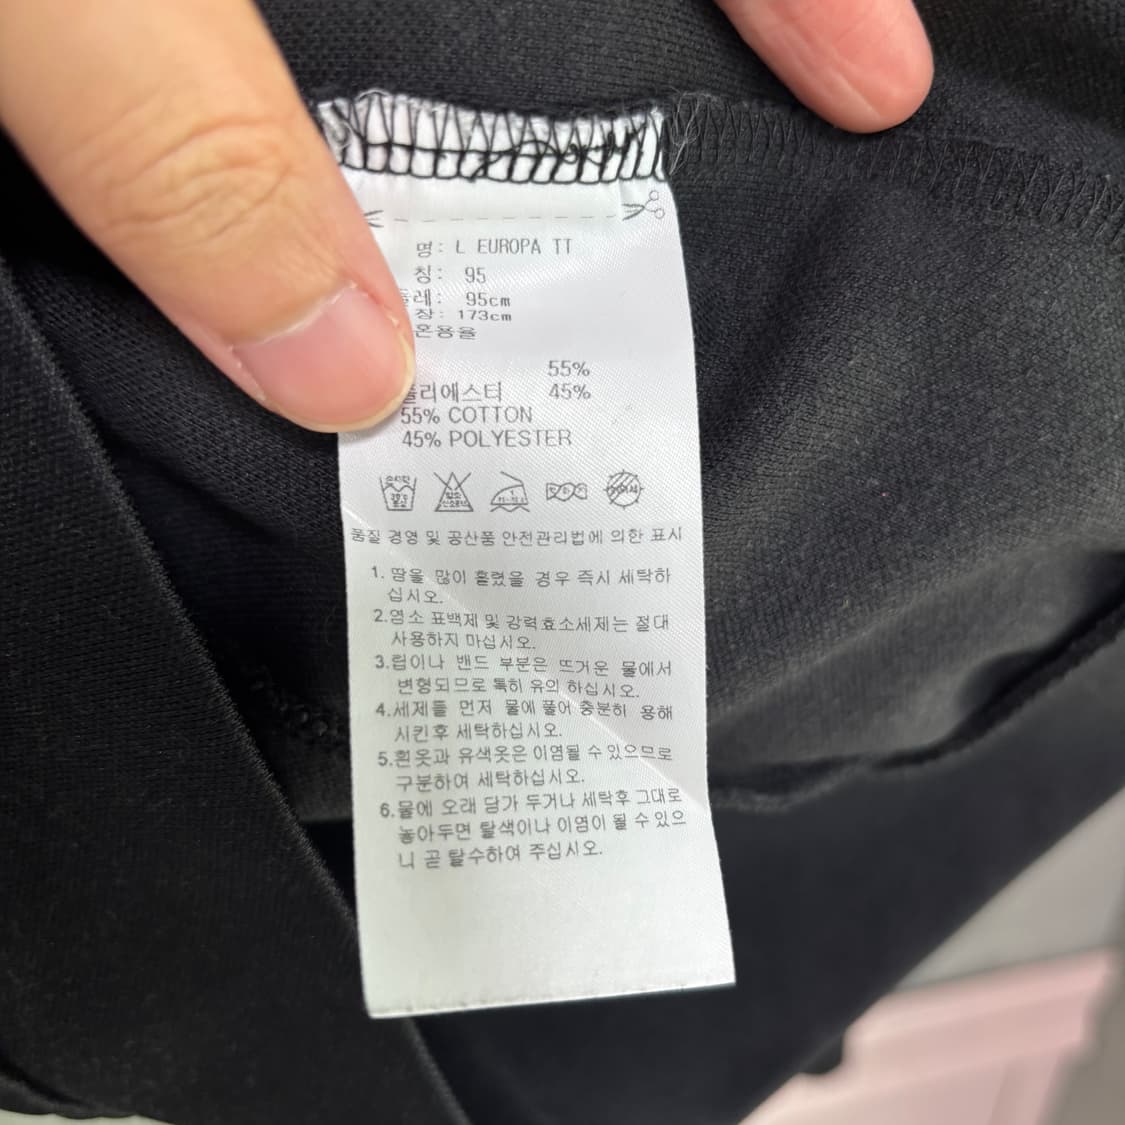 명: L EUROPA TT
칭: 95
레: 95cm
장: 173cm
혼용율
55%
폴리에스터 45%
55% COTTON
45% POLYESTER
품질 경영 및 공산품 안전관리법에 의한 표시
1. 땀을 많이 흘렸을 경우 즉시 세탁하
십시오.
2.염소 표백제 및 강력효소세제는 절대
사용하지 마십시오.
3.립이나 밴드 부분은 뜨거운 물에서
변형되므로 특히 유의 하십시오.
4.세제를 먼저 물에 풀어 충분히 용해
시킨후 세탁하십시오.
5.흰옷과 유색옷은 이염될 수 있으므로
구분하여 세탁하십시오.
6.물에 오래 담가 두거나 세탁후 그대로
놓아두면 탈색이나 이염이 될 수 있으
니 곧 탈수하여 주십시오.